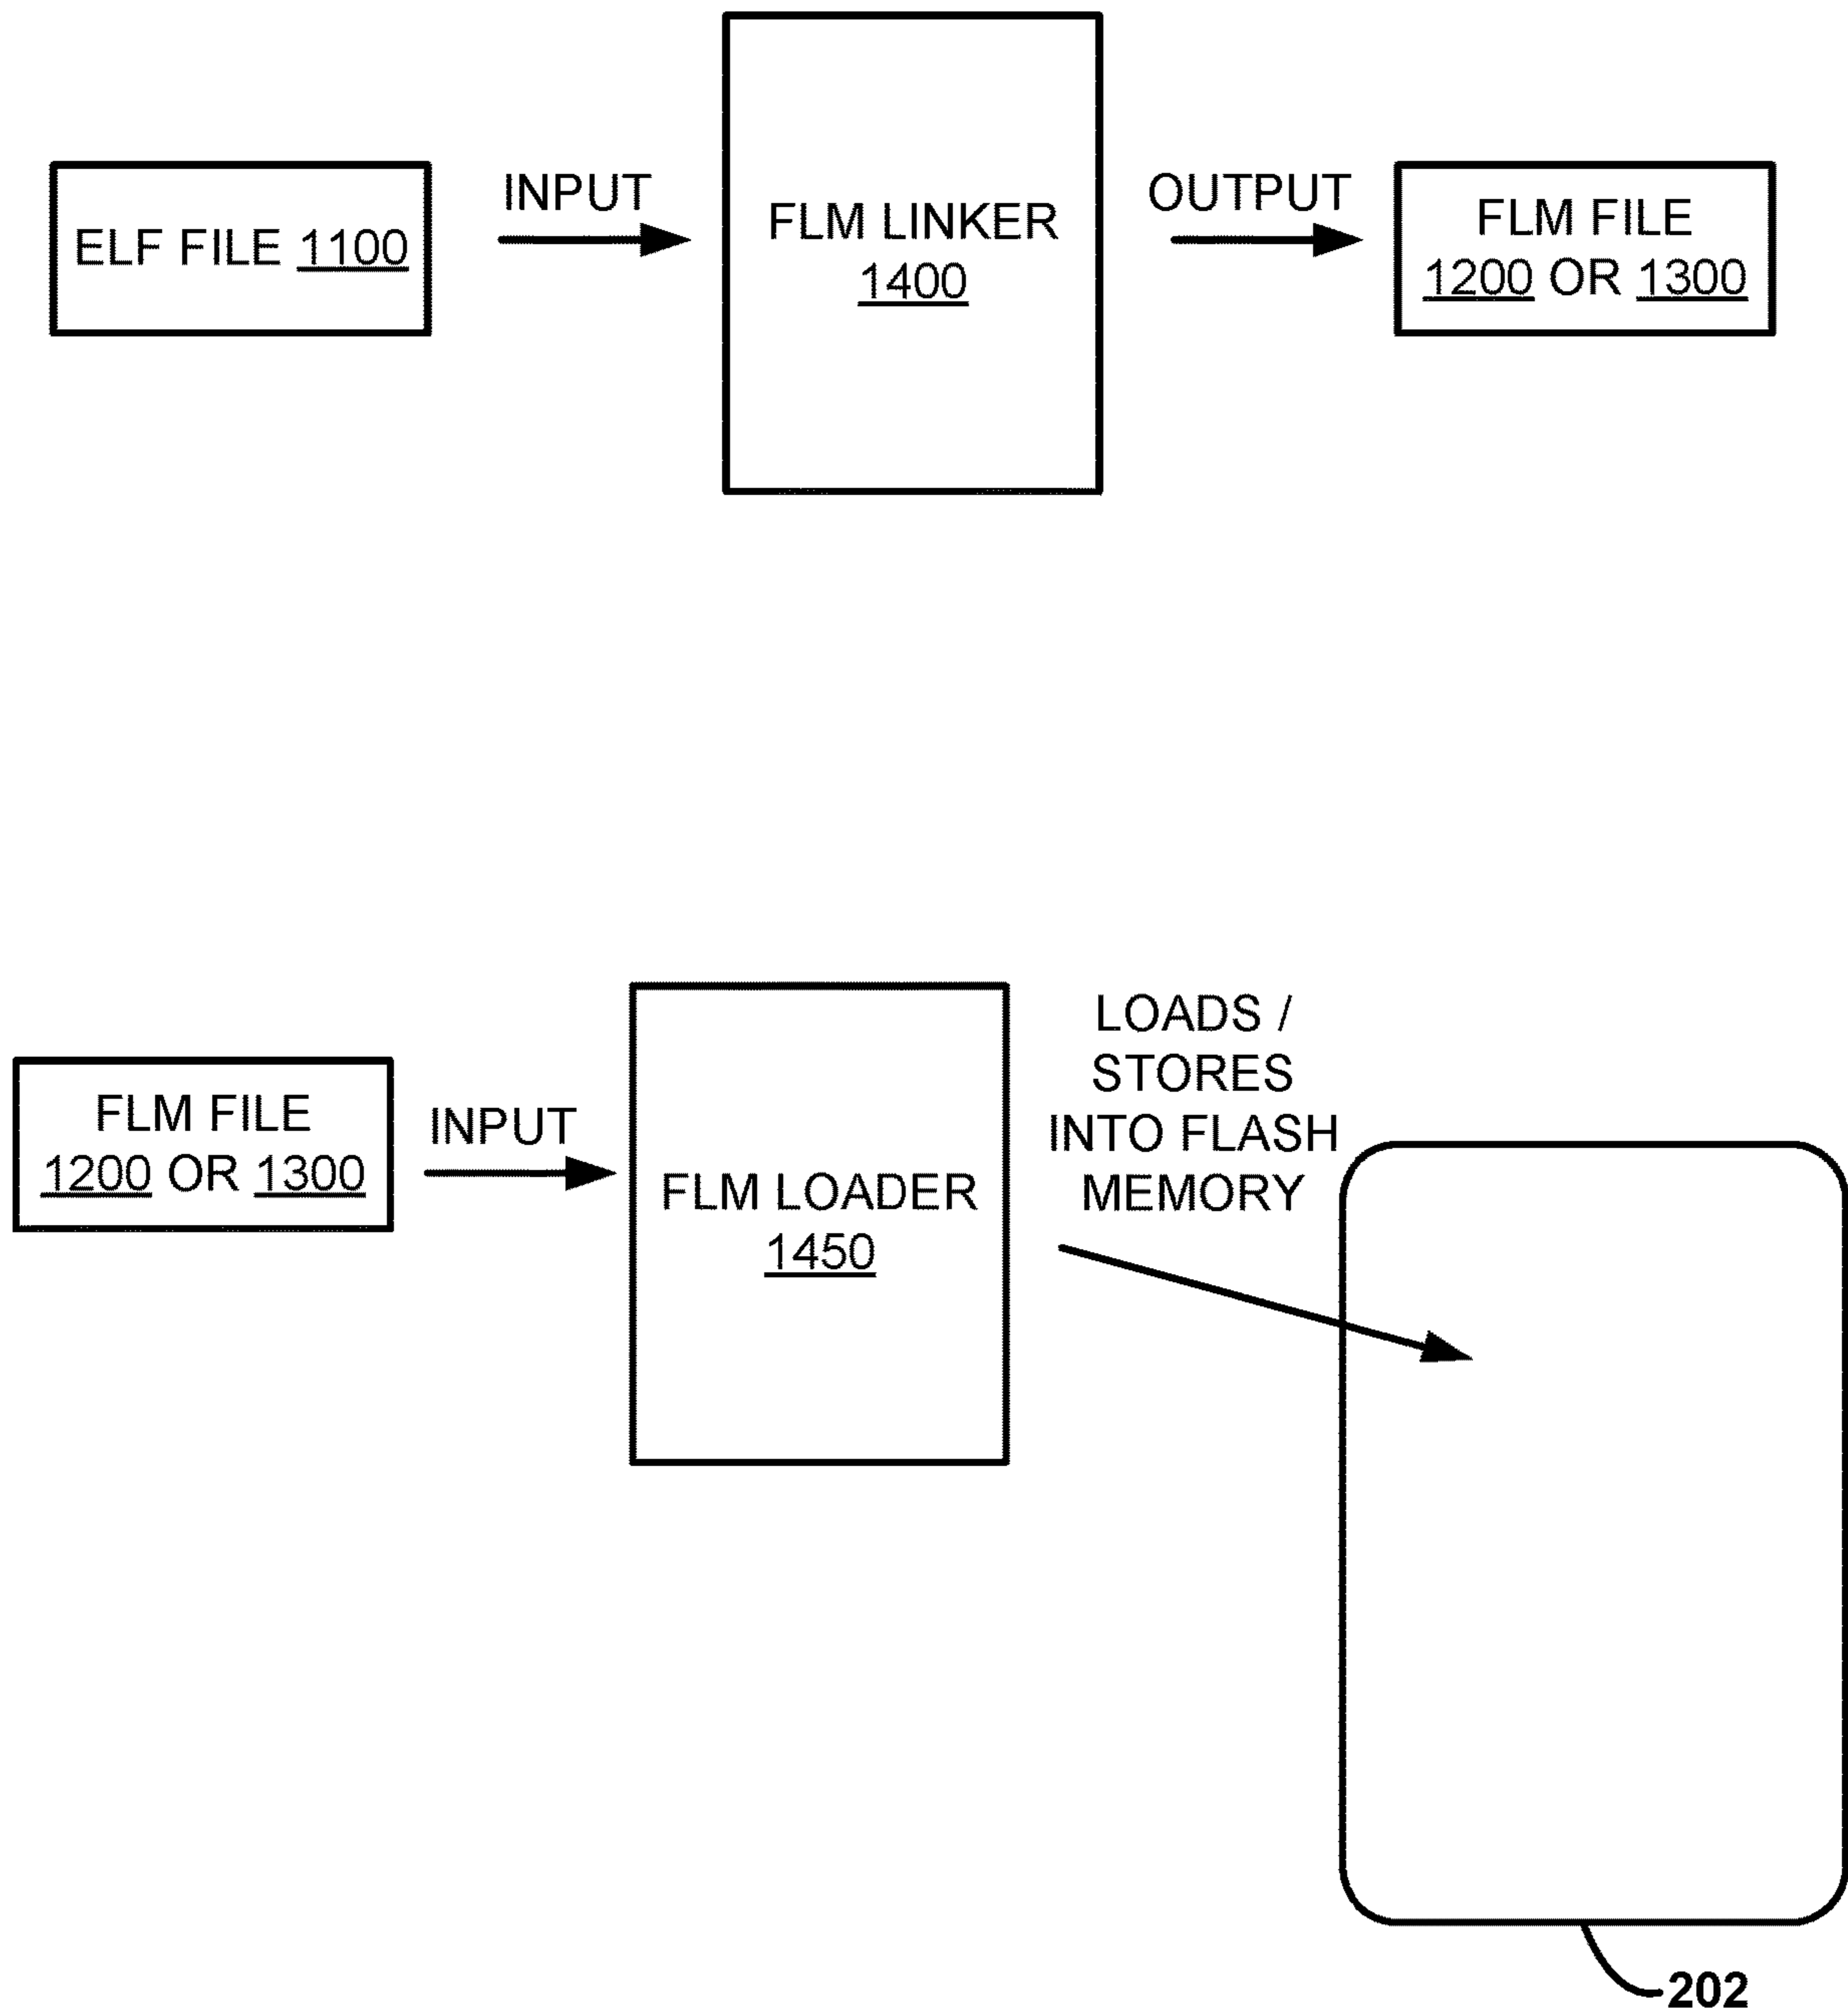 ELF FILE 1100
INPUT
FLM LINKER
1400
OUTPUT
FLM FILE
1200 OR 1300
FLM FILE
1200 OR 1300
INPUT
FLM LOADER
1450
LOADS /
STORES
INTO FLASH
MEMORY
202